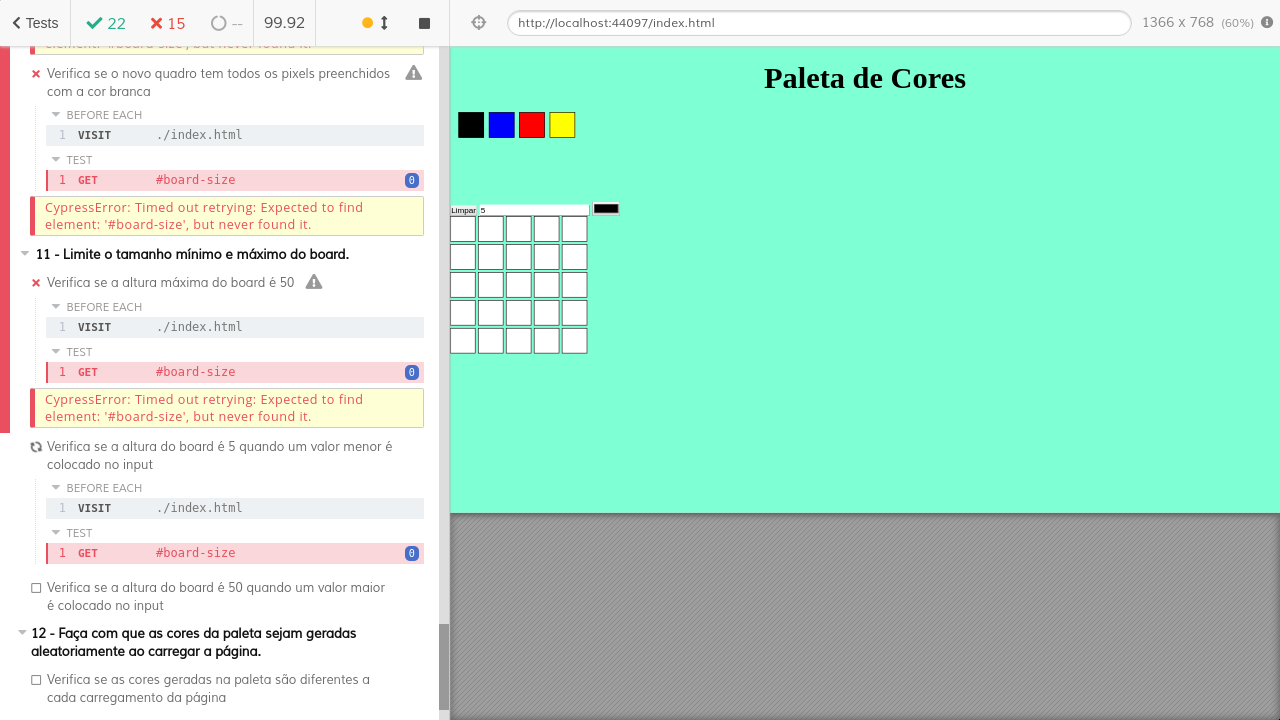 Tests
22
15
--
99.92
http://localhost:44097/index.html
1366 x 768 (60%)
element: '#board-size', but never found it.
Verifica se o novo quadro tem todos os pixels preenchidos
com a cor branca
BEFORE EACH
1 VISIT ./index.html
TEST
1 GET #board-size 0
CypressError: Timed out retrying: Expected to find
element: '#board-size', but never found it.
11 - Limite o tamanho mínimo e máximo do board.
Verifica se a altura máxima do board é 50
BEFORE EACH
1 VISIT ./index.html
TEST
1 GET #board-size 0
CypressError: Timed out retrying: Expected to find
element: '#board-size', but never found it.
Verifica se a altura do board é 5 quando um valor menor é
colocado no input
BEFORE EACH
1 VISIT ./index.html
TEST
1 GET #board-size 0
Verifica se a altura do board é 50 quando um valor maior
é colocado no input
12 - Faça com que as cores da paleta sejam geradas
aleatoriamente ao carregar a página.
Verifica se as cores geradas na paleta são diferentes a
cada carregamento da página
Paleta de Cores
Limpar 5